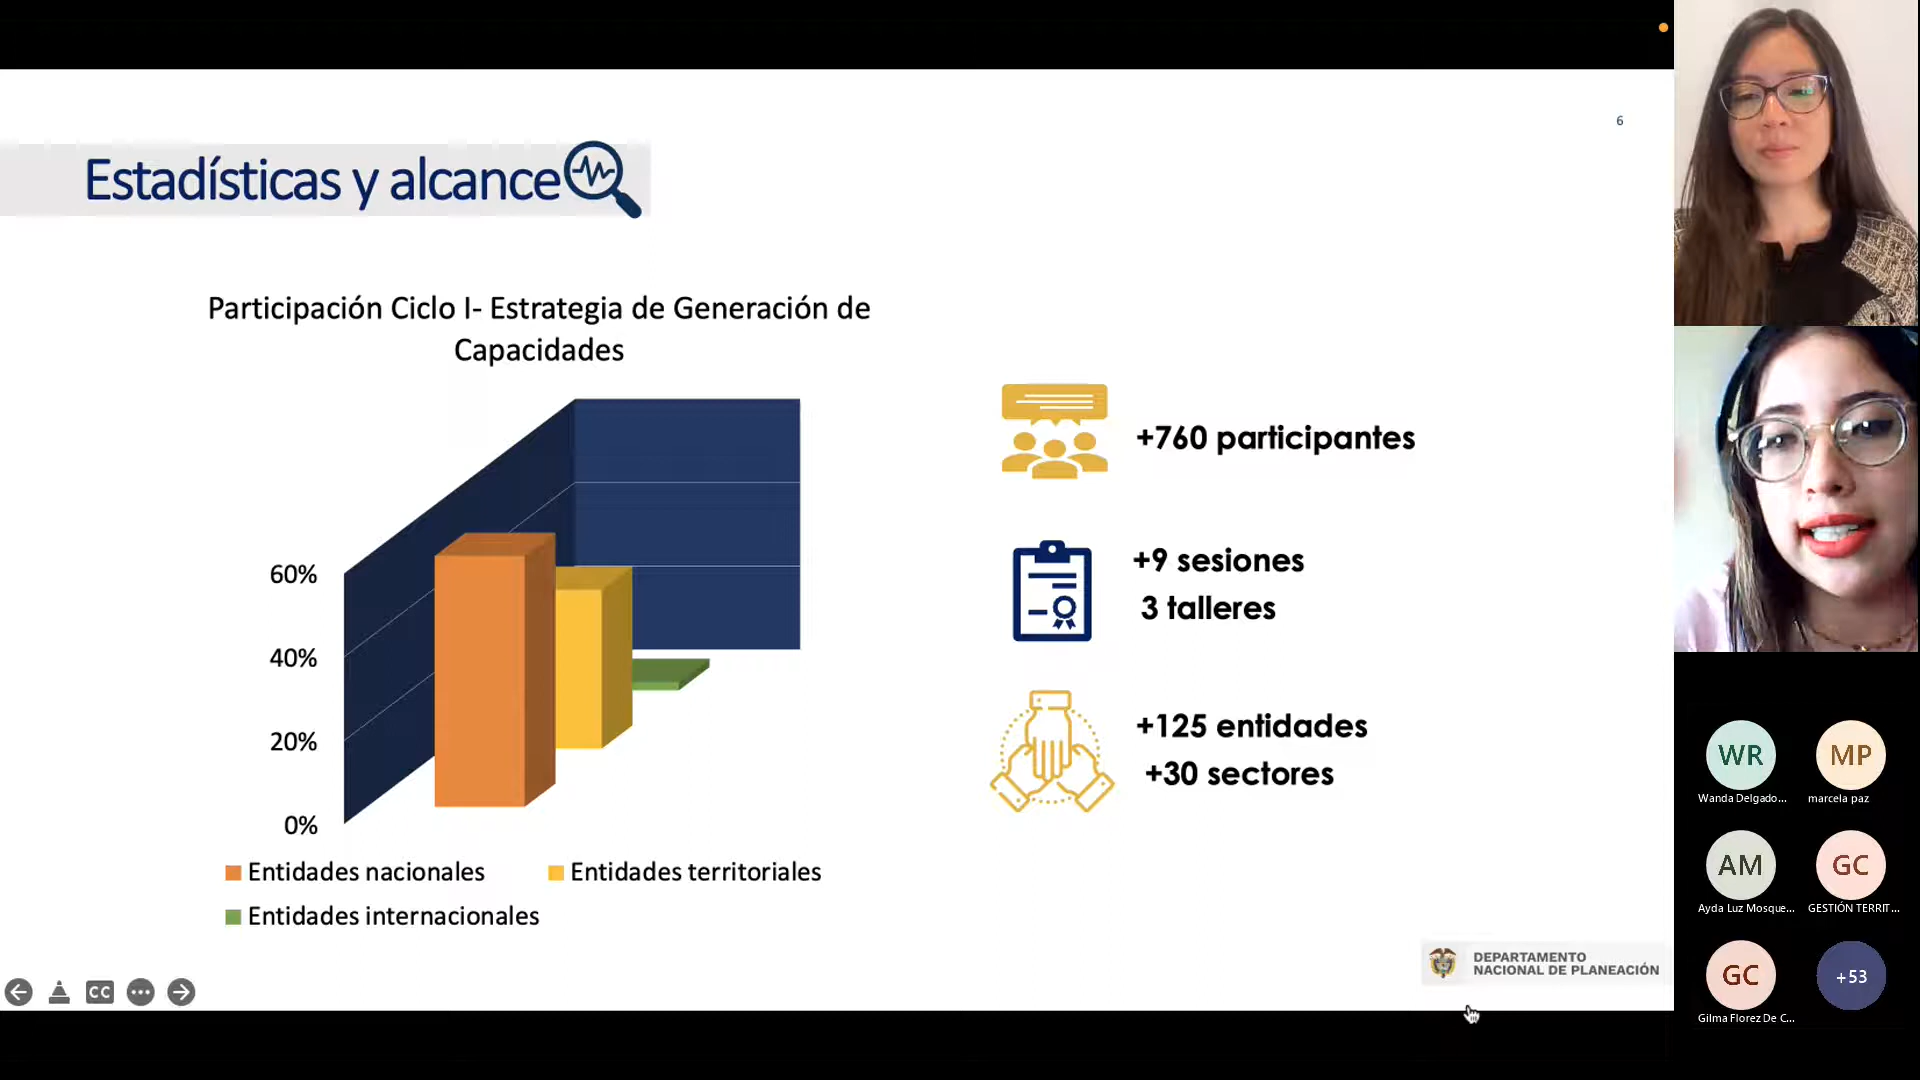 6
Estadísticas y alcance
Participación Ciclo I- Estrategia de Generación de
Capacidades
60%
40%
20%
0%
Entidades nacionales
Entidades territoriales
Entidades internacionales
+760 participantes
+9 sesiones
3 talleres
+125 entidades
+30 sectores
DEPARTAMENTO
NACIONAL DE PLANEACIÓN
CC
WR
Wanda Delgado...
MP
marcela paz
AM
Ayda Luz Mosque...
GC
GESTIÓN TERRIT...
GC
Gilma Florez De C...
+53